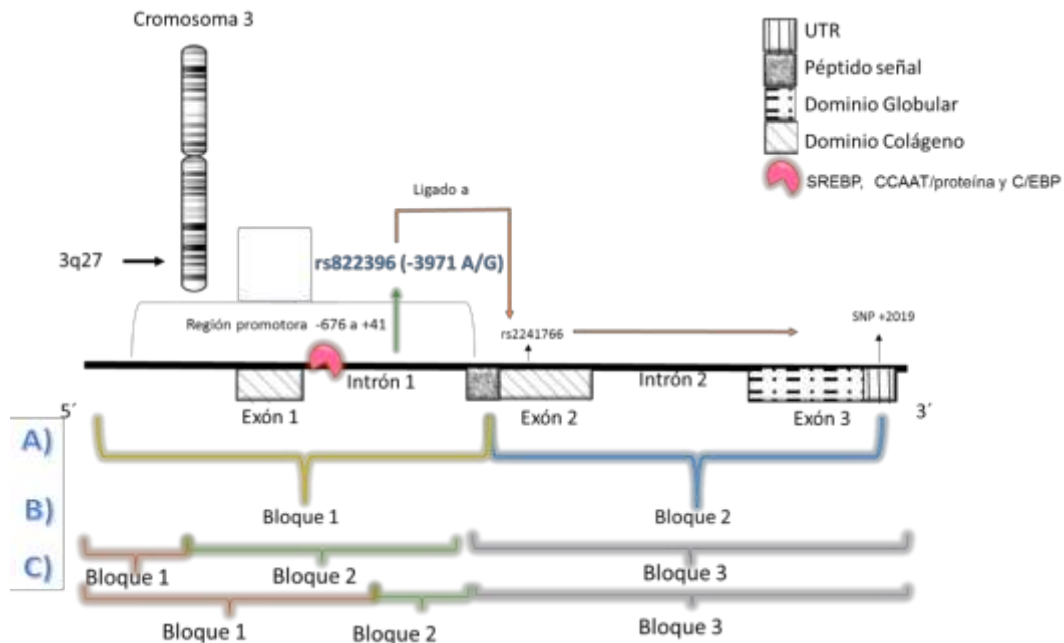 Cromosoma 3
UTR
Péptido señal
Dominio Globular
Dominio Colágeno
SREBP, CCAAT/proteína y C/EBP
Ligado a
3q27
rs822396 (-3971 A/G)
Región promotora -676 a +41
rs2241766
SNP +2019
Intrón 1
Intrón 2
Exón 1
Exón 2
Exón 3
5´
3´
A)
Bloque 1
Bloque 2
B)
Bloque 1
Bloque 2
Bloque 3
C)
Bloque 1
Bloque 2
Bloque 3